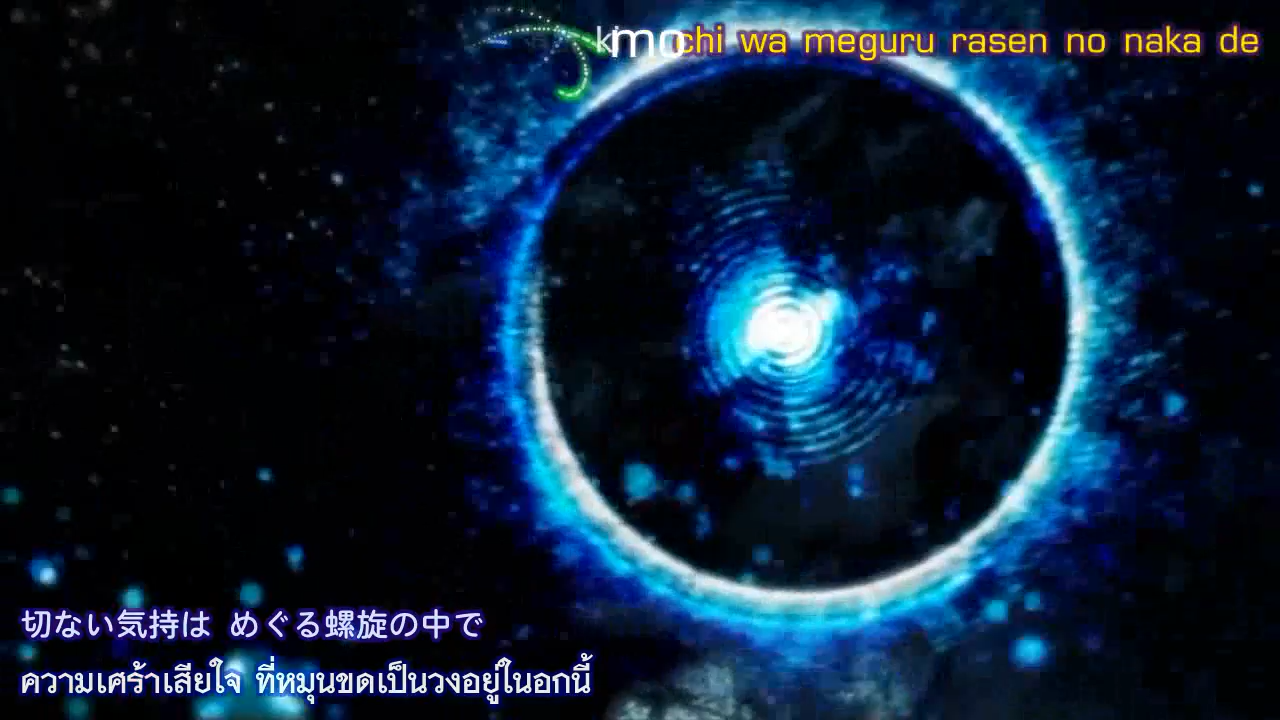 kimochi wa meguru rasen no naka de
切ない気持は めぐる螺旋の中で
ความเศร้าเสียใจ ที่หมุนขดเป็นวงอยู่ในอกนี้